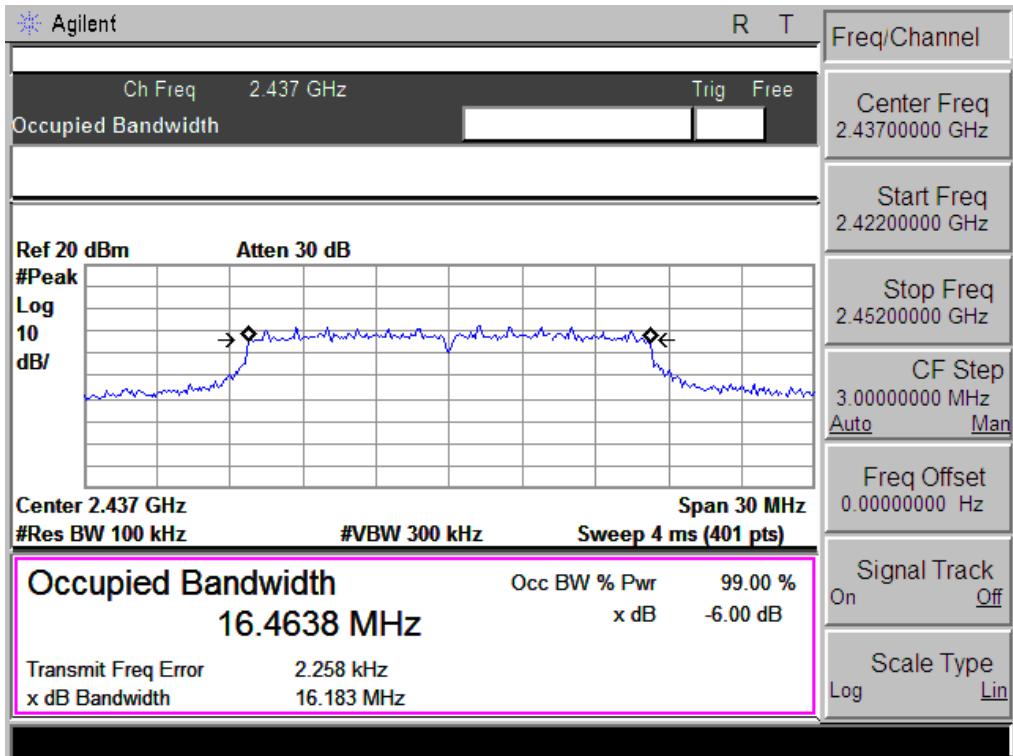 Agilent R T
Ch Freq 2.437 GHz Trig Free
Occupied Bandwidth
Ref 20 dBm Atten 30 dB
#Peak
Log
10
dB/
Center 2.437 GHz Span 30 MHz
#Res BW 100 kHz #VBW 300 kHz Sweep 4 ms (401 pts)
Occupied Bandwidth Occ BW % Pwr 99.00 %
16.4638 MHz x dB -6.00 dB
Transmit Freq Error 2.258 kHz
x dB Bandwidth 16.183 MHz
Freq/Channel
Center Freq
2.43700000 GHz
Start Freq
2.42200000 GHz
Stop Freq
2.45200000 GHz
CF Step
3.00000000 MHz
Auto Man
Freq Offset
0.00000000 Hz
Signal Track
On Off
Scale Type
Log Lin